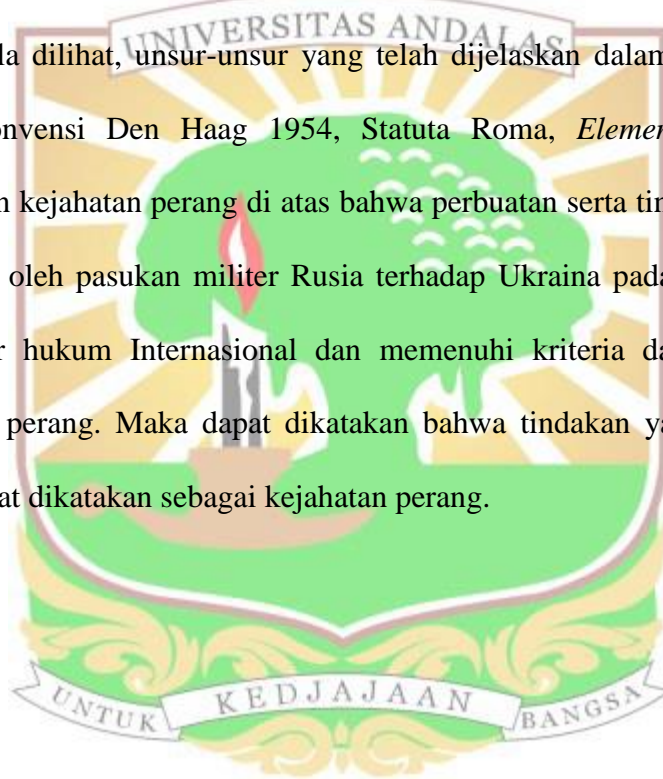 UNIVERSITAS ANDALAS
la dilihat, unsur-unsur yang telah dijelaskan dalam
onvensi Den Haag 1954, Statuta Roma, Elemen
n kejahatan perang di atas bahwa perbuatan serta tin
oleh pasukan militer Rusia terhadap Ukraina pada
r hukum Internasional dan memenuhi kriteria da
perang. Maka dapat dikatakan bahwa tindakan ya
at dikatakan sebagai kejahatan perang.
UNTUK KEDJAJAAN BANGSA